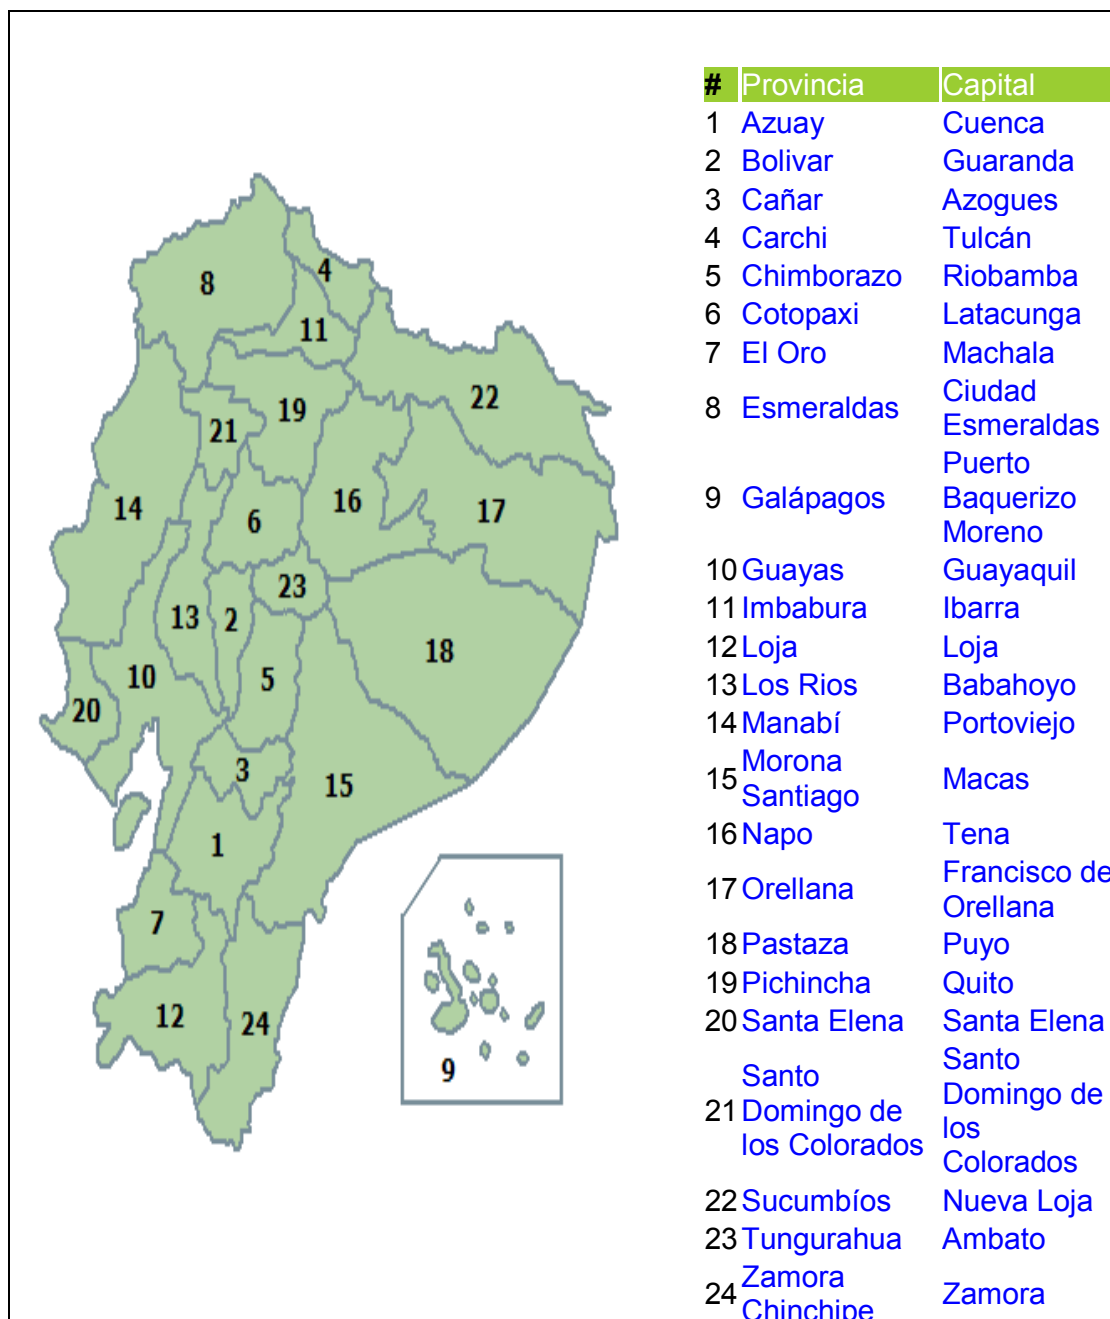 # Provincia Capital
1 Azuay Cuenca
2 Bolivar Guaranda
3 Cañar Azogues
4 Carchi Tulcán
5 Chimborazo Riobamba
6 Cotopaxi Latacunga
7 El Oro Machala
8 Esmeraldas Ciudad
Esmeraldas
9 Galápagos Puerto
Baquerizo
Moreno
10 Guayas Guayaquil
11 Imbabura Ibarra
12 Loja Loja
13 Los Rios Babahoyo
14 Manabí Portoviejo
15 Morona
Santiago Macas
16 Napo Tena
17 Orellana Francisco de
Orellana
18 Pastaza Puyo
19 Pichincha Quito
20 Santa Elena Santa Elena
21 Santo
Domingo de
los Colorados
Santo
Domingo de
los
Colorados
22 Sucumbíos Nueva Loja
23 Tungurahua Ambato
24 Zamora
Chinchipe Zamora
8
4
11
22
19
21
14
16
17
6
23
13
2
18
5
10
20
3
15
1
7
12
24
9